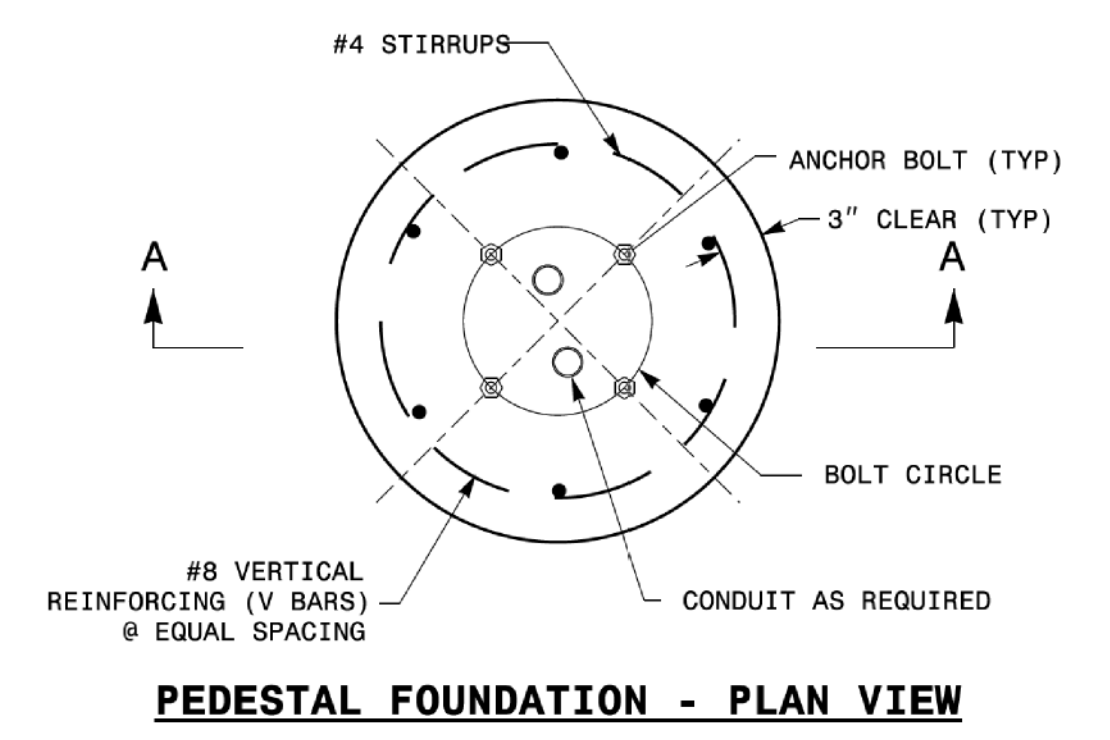 #4 STIRRUPS
ANCHOR BOLT (TYP)
3" CLEAR (TYP)
A
A
BOLT CIRCLE
#8 VERTICAL
REINFORCING (V BARS)
@ EQUAL SPACING
CONDUIT AS REQUIRED
PEDESTAL FOUNDATION - PLAN VIEW